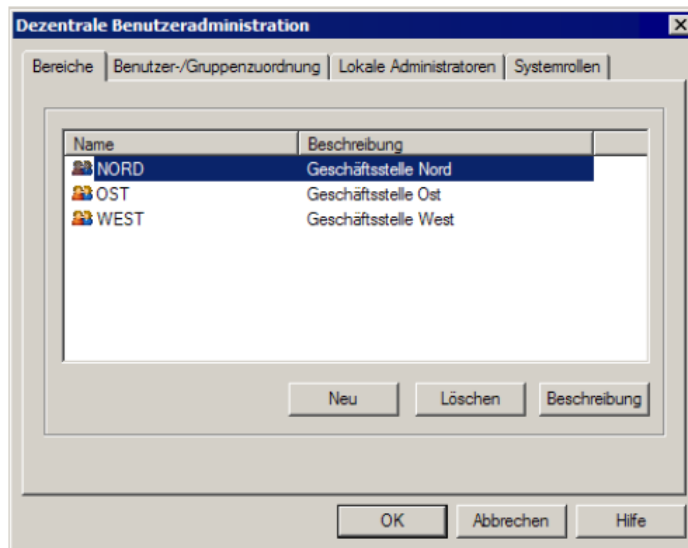 Dezentrale Benutzeradministration
Bereiche Benutzer-/Gruppenzuordnung Lokale Administratoren Systemrollen
Name Beschreibung
NORD Geschäftsstelle Nord
OST Geschäftsstelle Ost
WEST Geschäftsstelle West
Neu Löschen Beschreibung
OK Abbrechen Hilfe